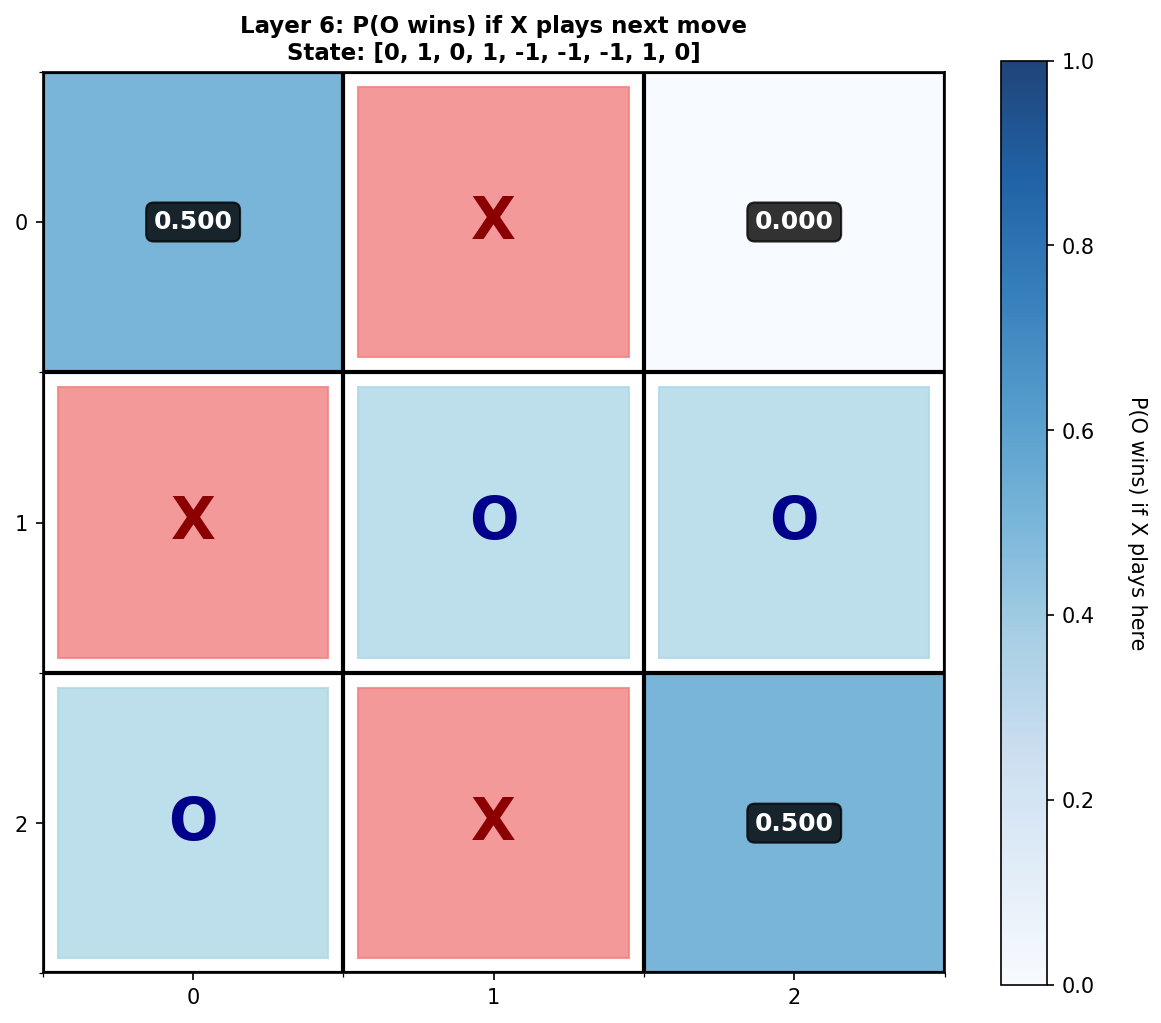 Layer 6: P(O wins) if X plays next move
State: [0, 1, 0, 1, -1, -1, -1, 1, 0]
0
0.500
X
0.000
1
X
O
O
2
O
X
0.500
0
1
2
1.0
0.8
0.6
0.4
0.2
0.0
P(O wins) if X plays here